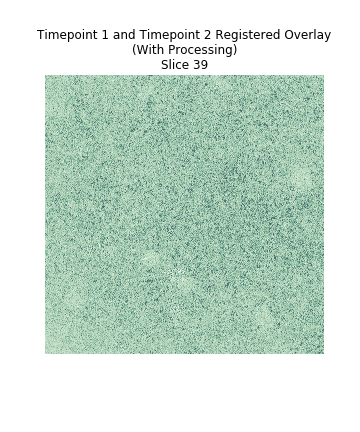 Timepoint 1 and Timepoint 2 Registered Overlay
(With Processing)
Slice 39